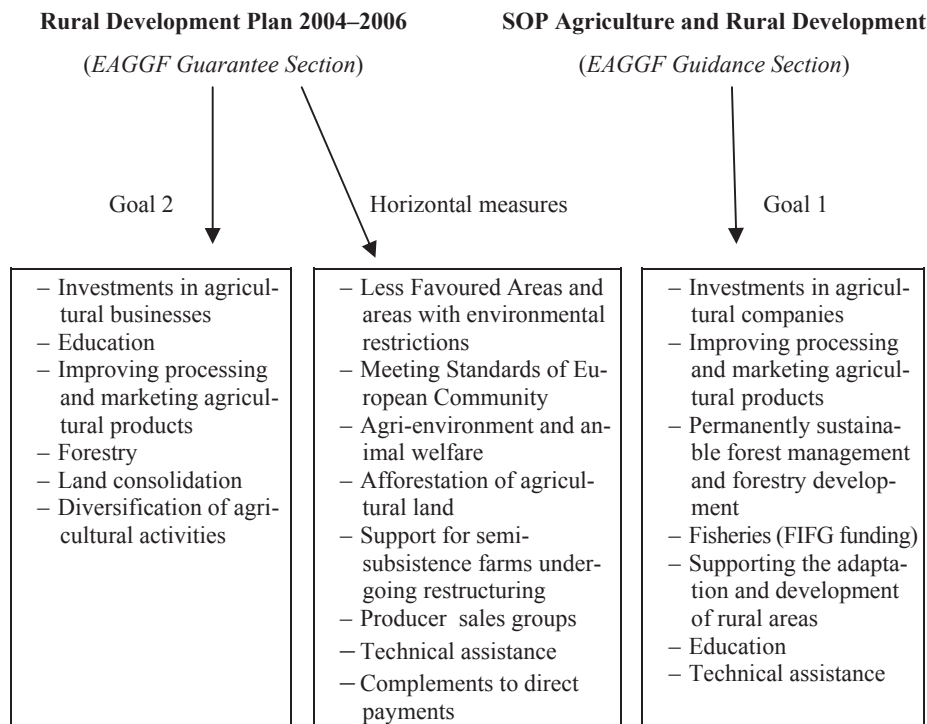 Rural Development Plan 2004–2006
(EAGGF Guarantee Section)
SOP Agriculture and Rural Development
(EAGGF Guidance Section)
Goal 2
Horizontal measures
Goal 1
– Investments in agricul-
tural businesses
– Education
– Improving processing
and marketing agricul-
tural products
– Forestry
– Land consolidation
– Diversification of agri-
cultural activities
– Less Favoured Areas and
areas with environmental
restrictions
– Meeting Standards of Eu-
ropean Community
– Agri-environment and an-
imal welfare
– Afforestation of agricul-
tural land
– Support for semi-
subsistence farms under-
going restructuring
– Producer sales groups
– Technical assistance
– Complements to direct
payments
– Investments in agricul-
tural companies
– Improving processing
and marketing agricul-
tural products
– Permanently sustaina-
ble forest management
and forestry develop-
ment
– Fisheries (FIFG funding)
– Supporting the adapta-
tion and development
of rural areas
– Education
– Technical assistance